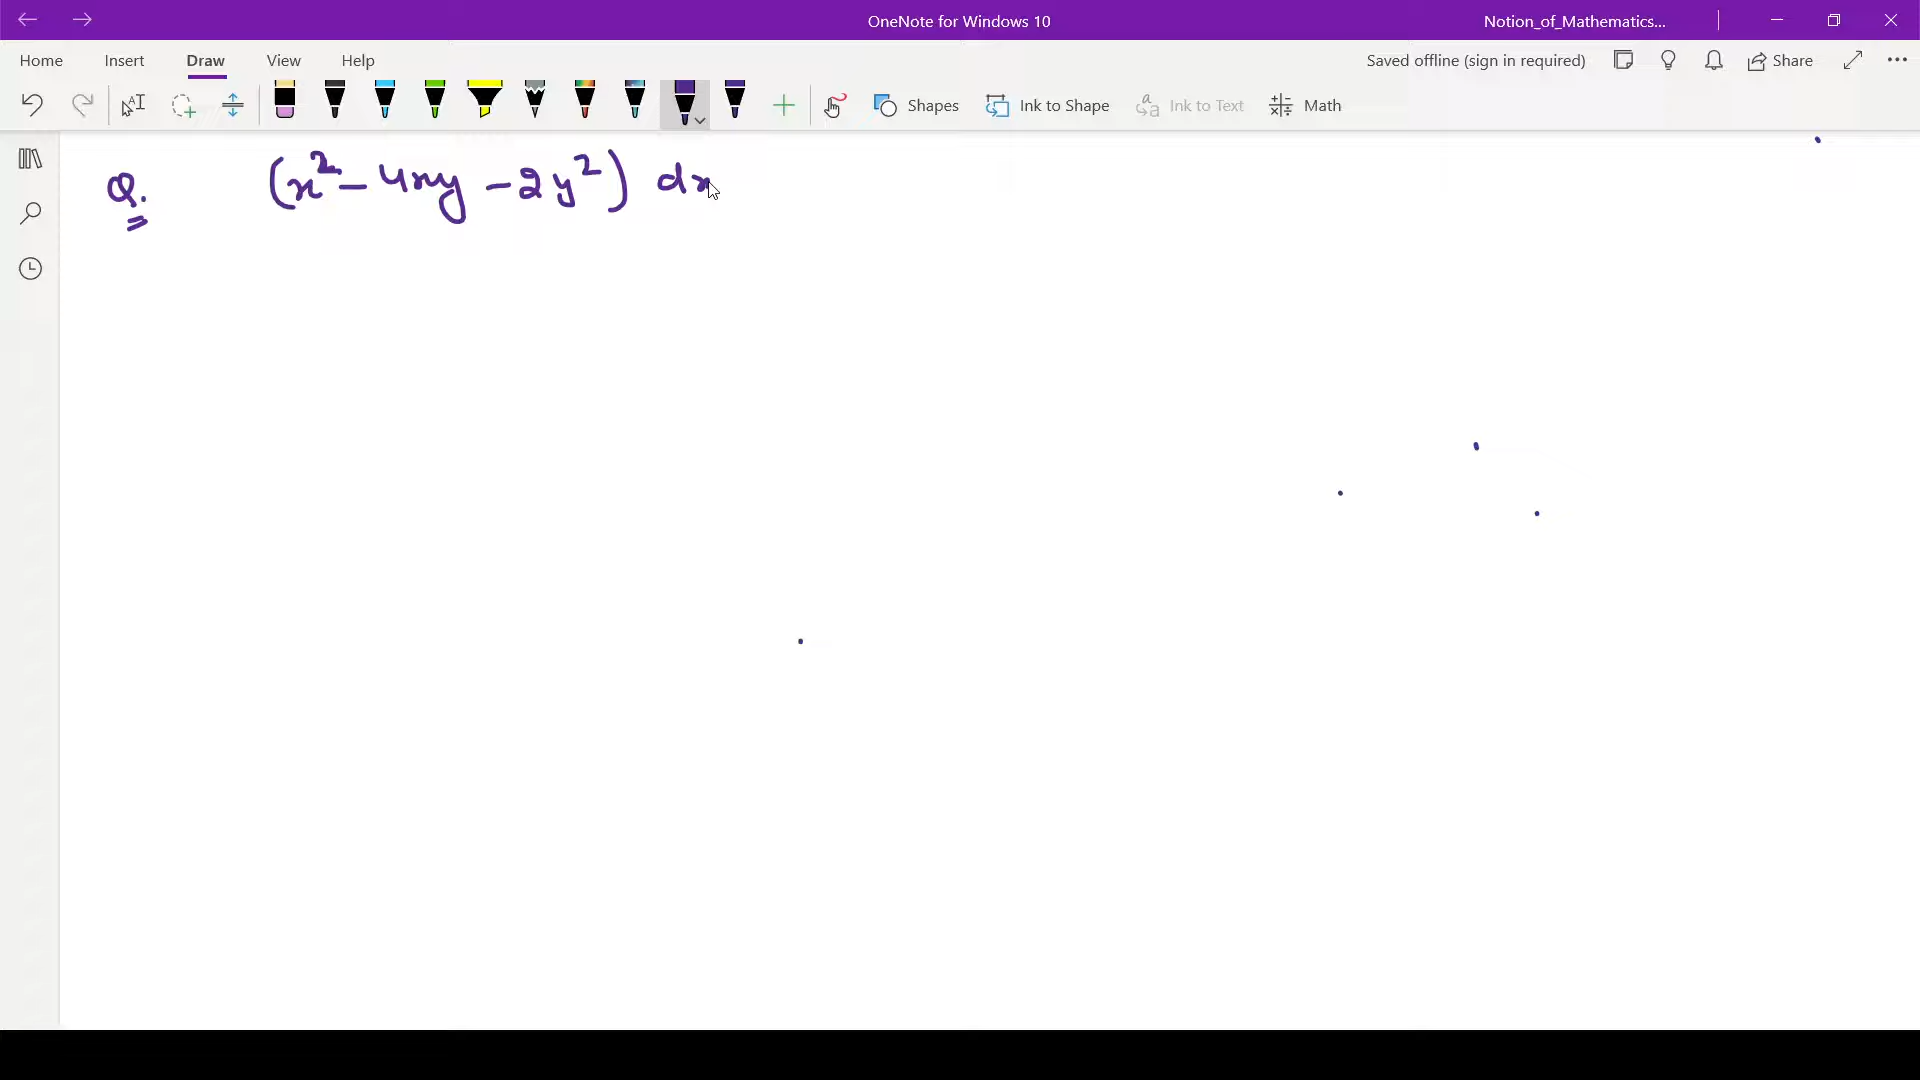 OneNote for Windows 10
Notion_of_Mathematics...
Home Insert Draw View Help
Saved offline (sign in required) Share
Shapes Ink to Shape Ink to Text Math
Q. (x² - 4xy - 2y²) dx